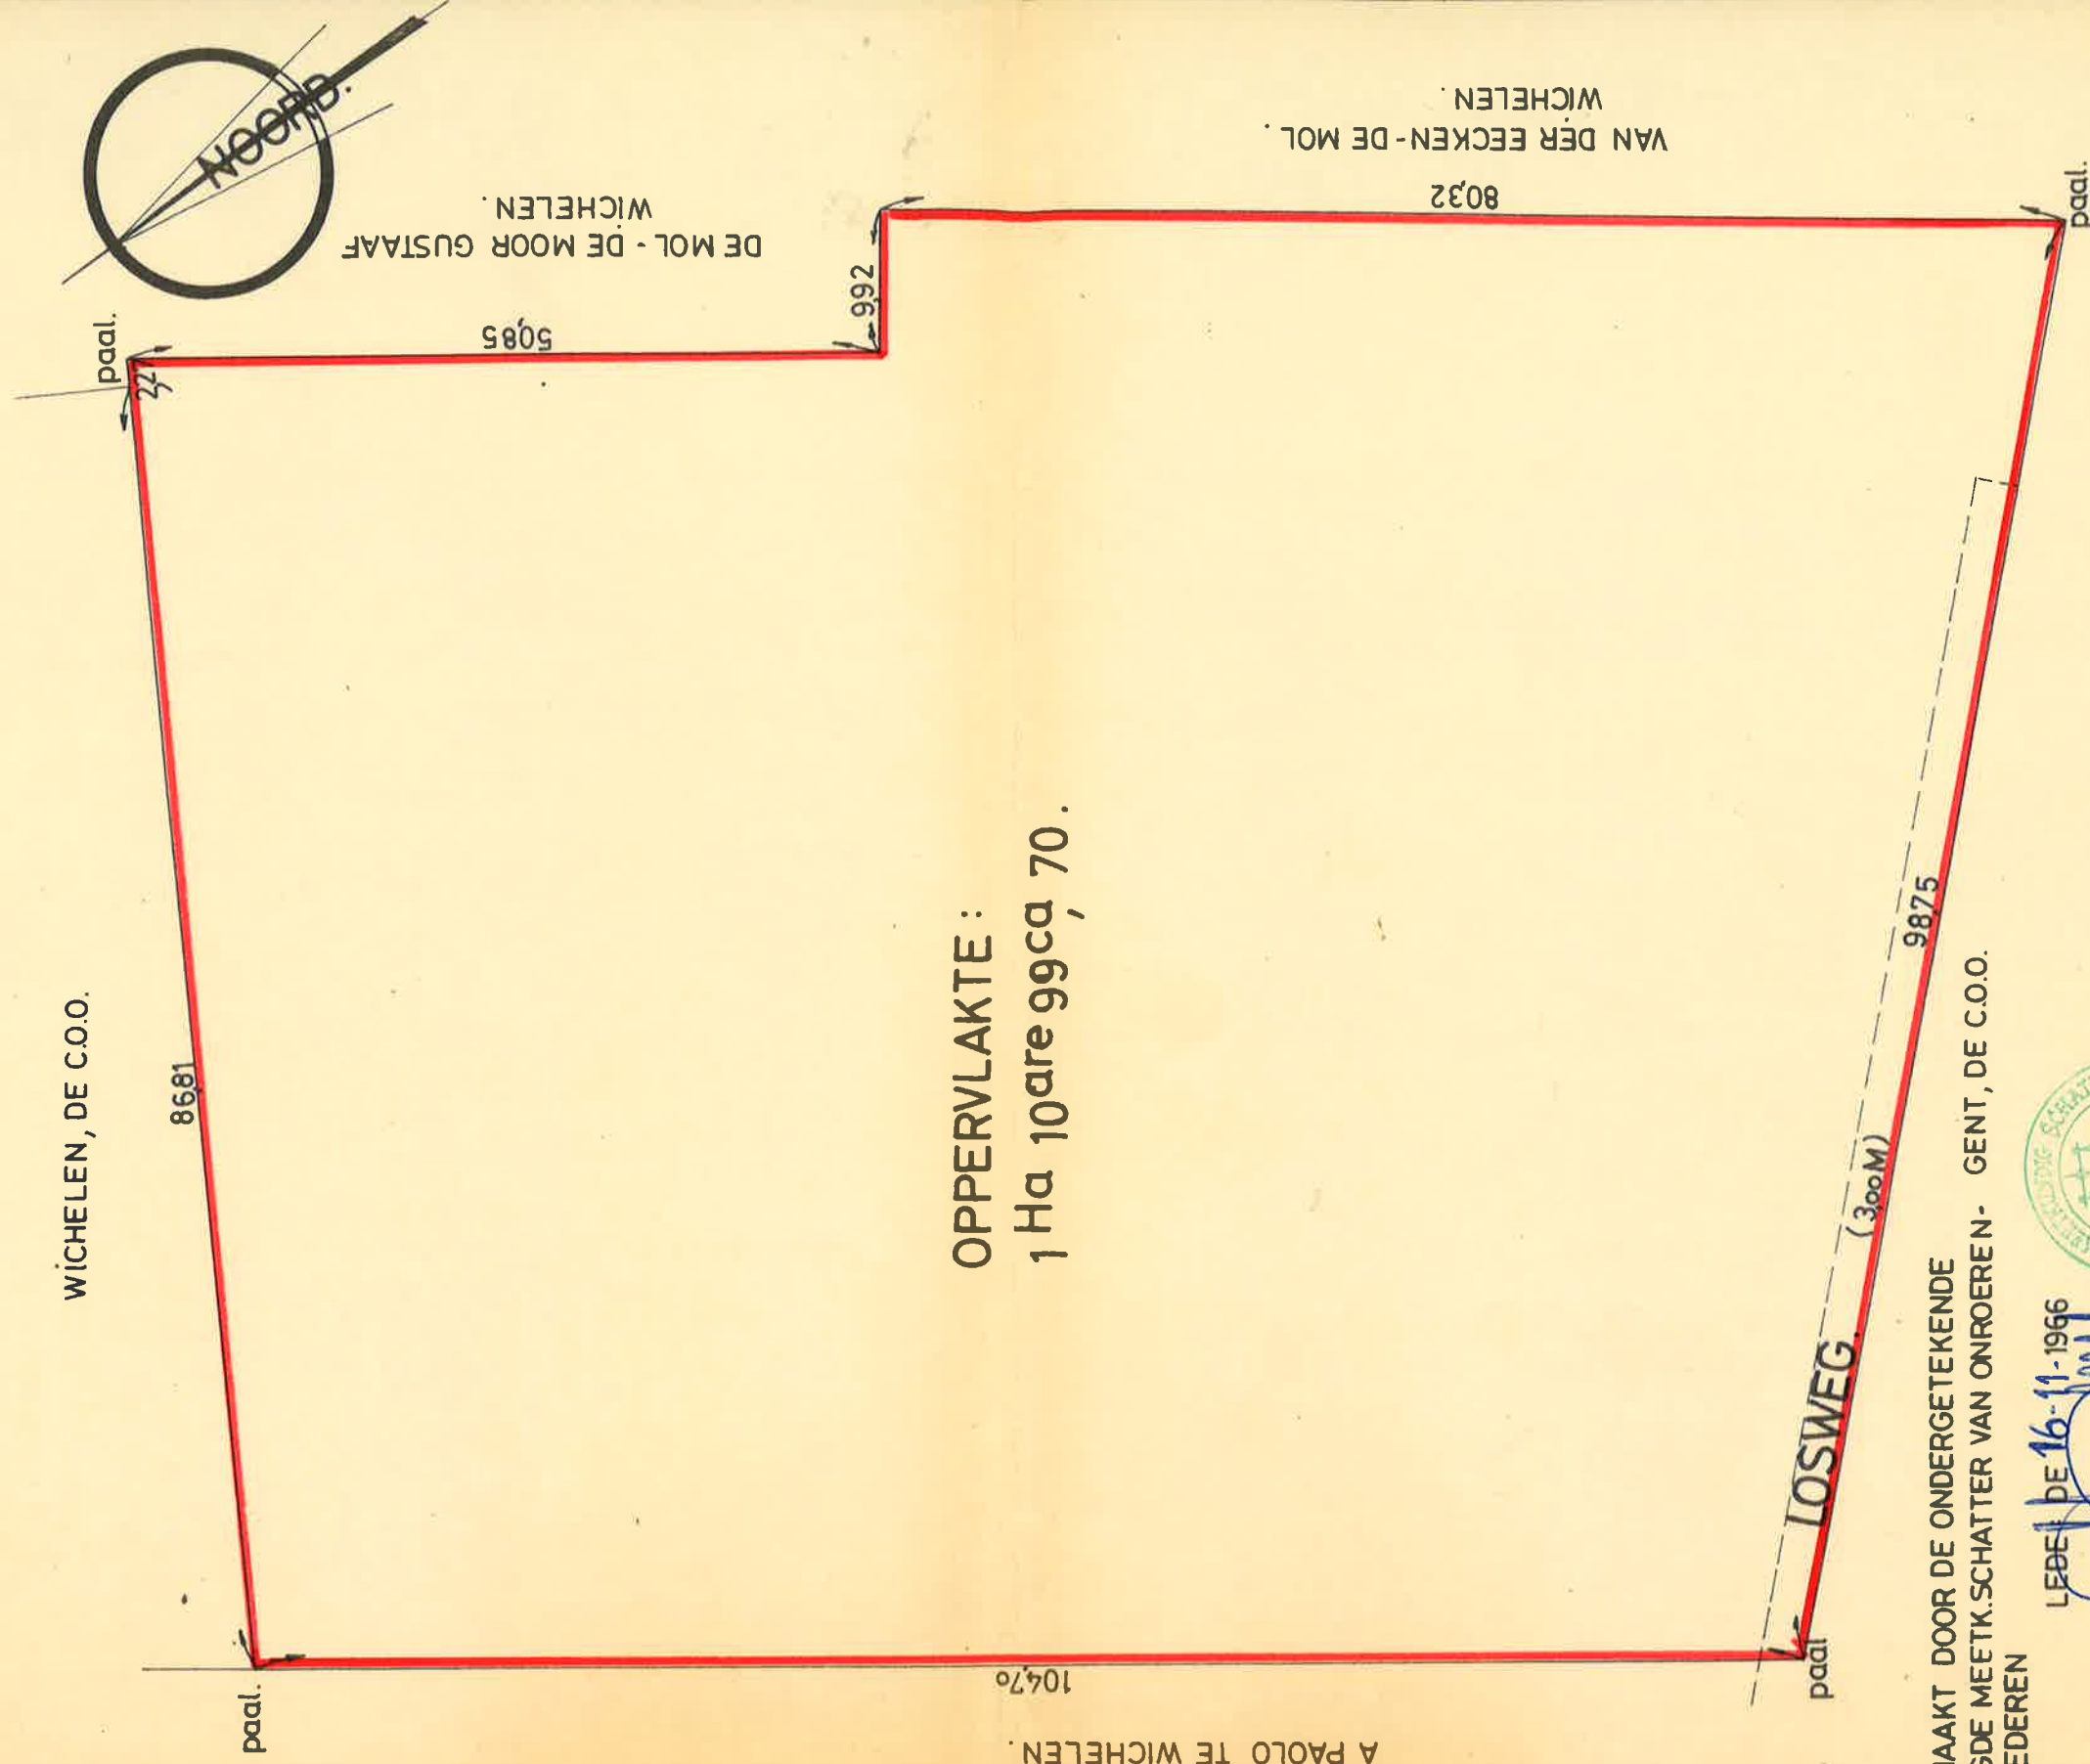 NOORD.
DE MOL - DE MOOR GUSTAAF
WICHELEN.
VAN DER EECKEN - DE MOL.
WICHELEN.
paal.
2,27
50,85
9,92
80,32
paal.
WICHELEN, DE C.O.O.
86,81
OPPERVLAKTE:
1 Ha 10are 99ca, 70.
98,75
(3,00M)
LOSWEG.
paal.
104,70
paal
A PAOLO TE WICHELEN.
MAAKT DOOR DE ONDERGETEKENDE
GDE MEETK.SCHATTER VAN ONROEREN-
EDEREN
GENT, DE C.O.O.
LEDE, DE 16-11-1966